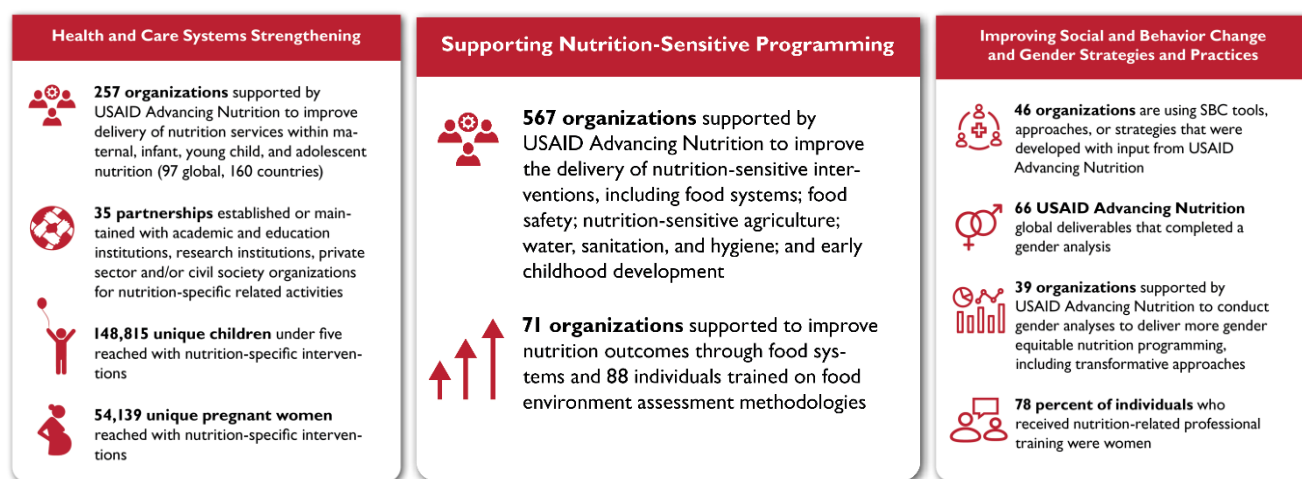 Health and Care Systems Strengthening
257 organizations supported by
USAID Advancing Nutrition to improve
delivery of nutrition services within ma-
ternal, infant, young child, and adolescent
nutrition (97 global, 160 countries)
35 partnerships established or main-
tained with academic and education
institutions, research institutions, private
sector and/or civil society organizations
for nutrition-specific related activities
148,815 unique children under five
reached with nutrition-specific interven-
tions
54,139 unique pregnant women
reached with nutrition-specific interven-
tions
Supporting Nutrition-Sensitive Programming
567 organizations supported by
USAID Advancing Nutrition to improve
the delivery of nutrition-sensitive inter-
ventions, including food systems; food
safety; nutrition-sensitive agriculture;
water, sanitation, and hygiene; and early
childhood development
71 organizations supported to improve
nutrition outcomes through food sys-
tems and 88 individuals trained on food
environment assessment methodologies
Improving Social and Behavior Change
and Gender Strategies and Practices
46 organizations are using SBC tools,
approaches, or strategies that were
developed with input from USAID
Advancing Nutrition
66 USAID Advancing Nutrition
global deliverables that completed a
gender analysis
39 organizations supported by
USAID Advancing Nutrition to conduct
gender analyses to deliver more gender
equitable nutrition programming,
including transformative approaches
78 percent of individuals who
received nutrition-related professional
training were women